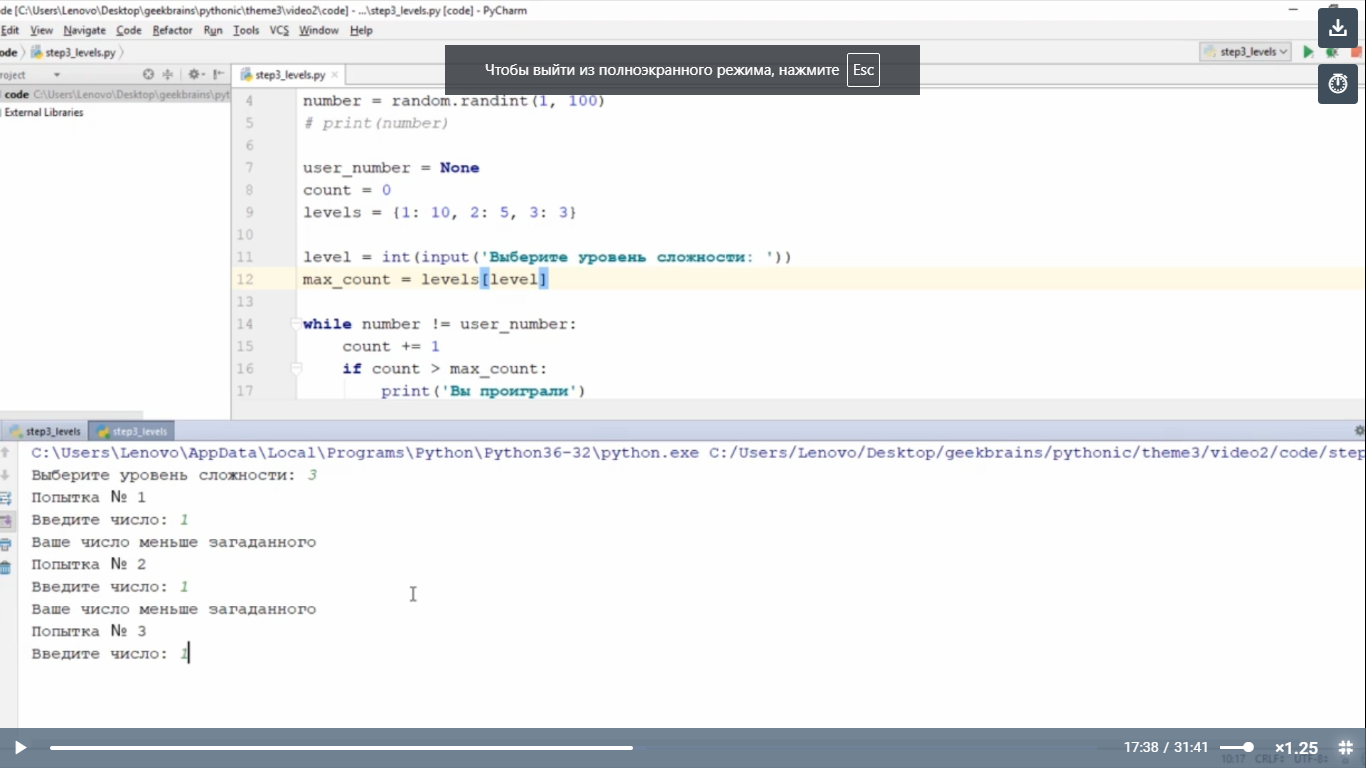 de [C:\Users\Lenovo\Desktop\geekbrains\pythonic\theme3\video2\code] - ...\step3_levels.py [code] - PyCharm
Edit View Navigate Code Refactor Run Tools VCS Window Help
ode step3_levels.py
step3_levels
Чтобы выйти из полноэкранного режима, нажмите Esc
roject
step3_levels.py
code C:\Users\Lenovo\Desktop\geekbrains\pyt
External Libraries
4 number = random.randint(1, 100)
5 # print(number)
6
7 user_number = None
8 count = 0
9 levels = {1: 10, 2: 5, 3: 3}
10
11 level = int(input('Выберите уровень сложности: '))
12 max_count = levels[level]
13
14 while number != user_number:
15 count += 1
16 if count > max_count:
17 print('Вы проиграли')
step3_levels step3_levels
C:\Users\Lenovo\AppData\Local\Programs\Python\Python36-32\python.exe C:/Users/Lenovo/Desktop/geekbrains/pythonic/theme3/video2/code/step
Выберите уровень сложности: 3
Попытка № 1
Введите число: 1
Ваше число меньше загаданного
Попытка № 2
Введите число: 1
Ваше число меньше загаданного
Попытка № 3
Введите число: 1
17:38 / 31:41 ×1.25
10:17 CRLF÷ UTF-8÷